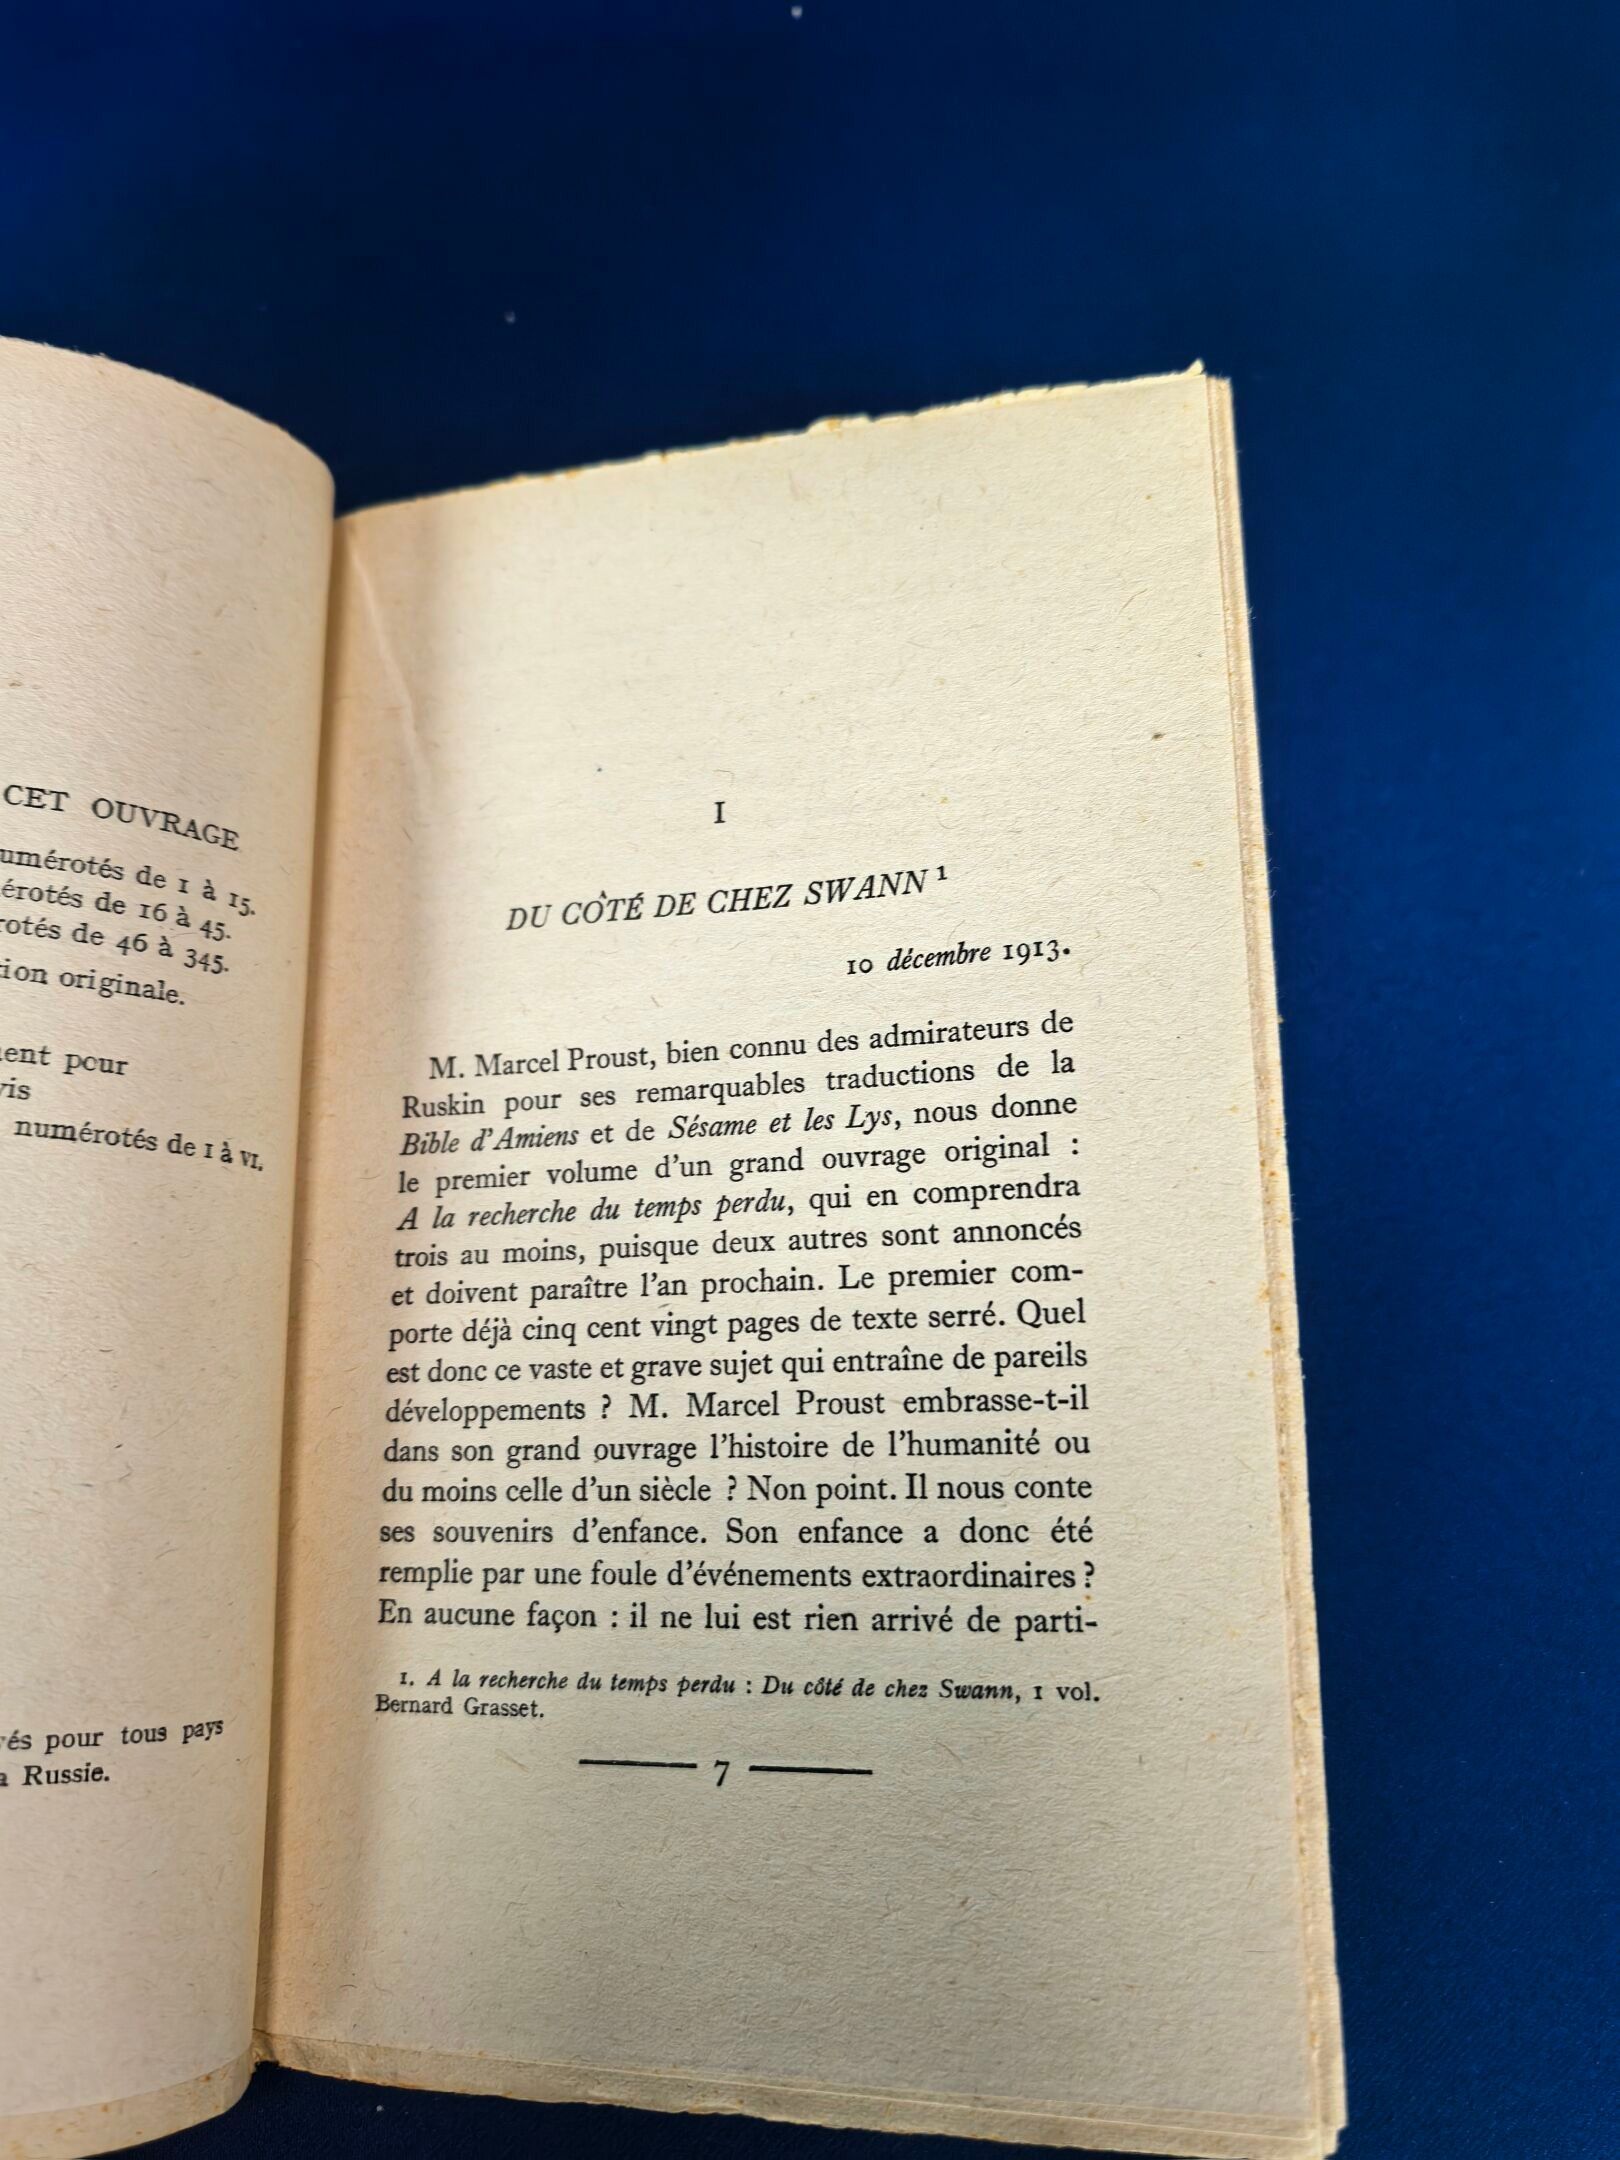 CET OUVRAGE
numérotés de 1 à 15.
de 16 à 45.
de 46 à 345.
originale.
pour
numérotés de I à VI.
pour tous pays
Russie.
I
DU CÔTÉ DE CHEZ SWANN 1
10 décembre 1913.
M. Marcel Proust, bien connu des admirateurs de
Ruskin pour ses remarquables traductions de la
Bible d'Amiens et de Sésame et les Lys, nous donne
le premier volume d'un grand ouvrage original :
A la recherche du temps perdu, qui en comprendra
trois au moins, puisque deux autres sont annoncés
et doivent paraître l'an prochain. Le premier com-
porte déjà cinq cent vingt pages de texte serré. Quel
est donc ce vaste et grave sujet qui entraîne de pareils
développements ? M. Marcel Proust embrasse-t-il
dans son grand ouvrage l'histoire de l'humanité ou
du moins celle d'un siècle ? Non point. Il nous conte
ses souvenirs d'enfance. Son enfance a donc été
remplie par une foule d'événements extraordinaires ?
En aucune façon : il ne lui est rien arrivé de parti-
1. A la recherche du temps perdu : Du côté de chez Swann, 1 vol.
Bernard Grasset.
7